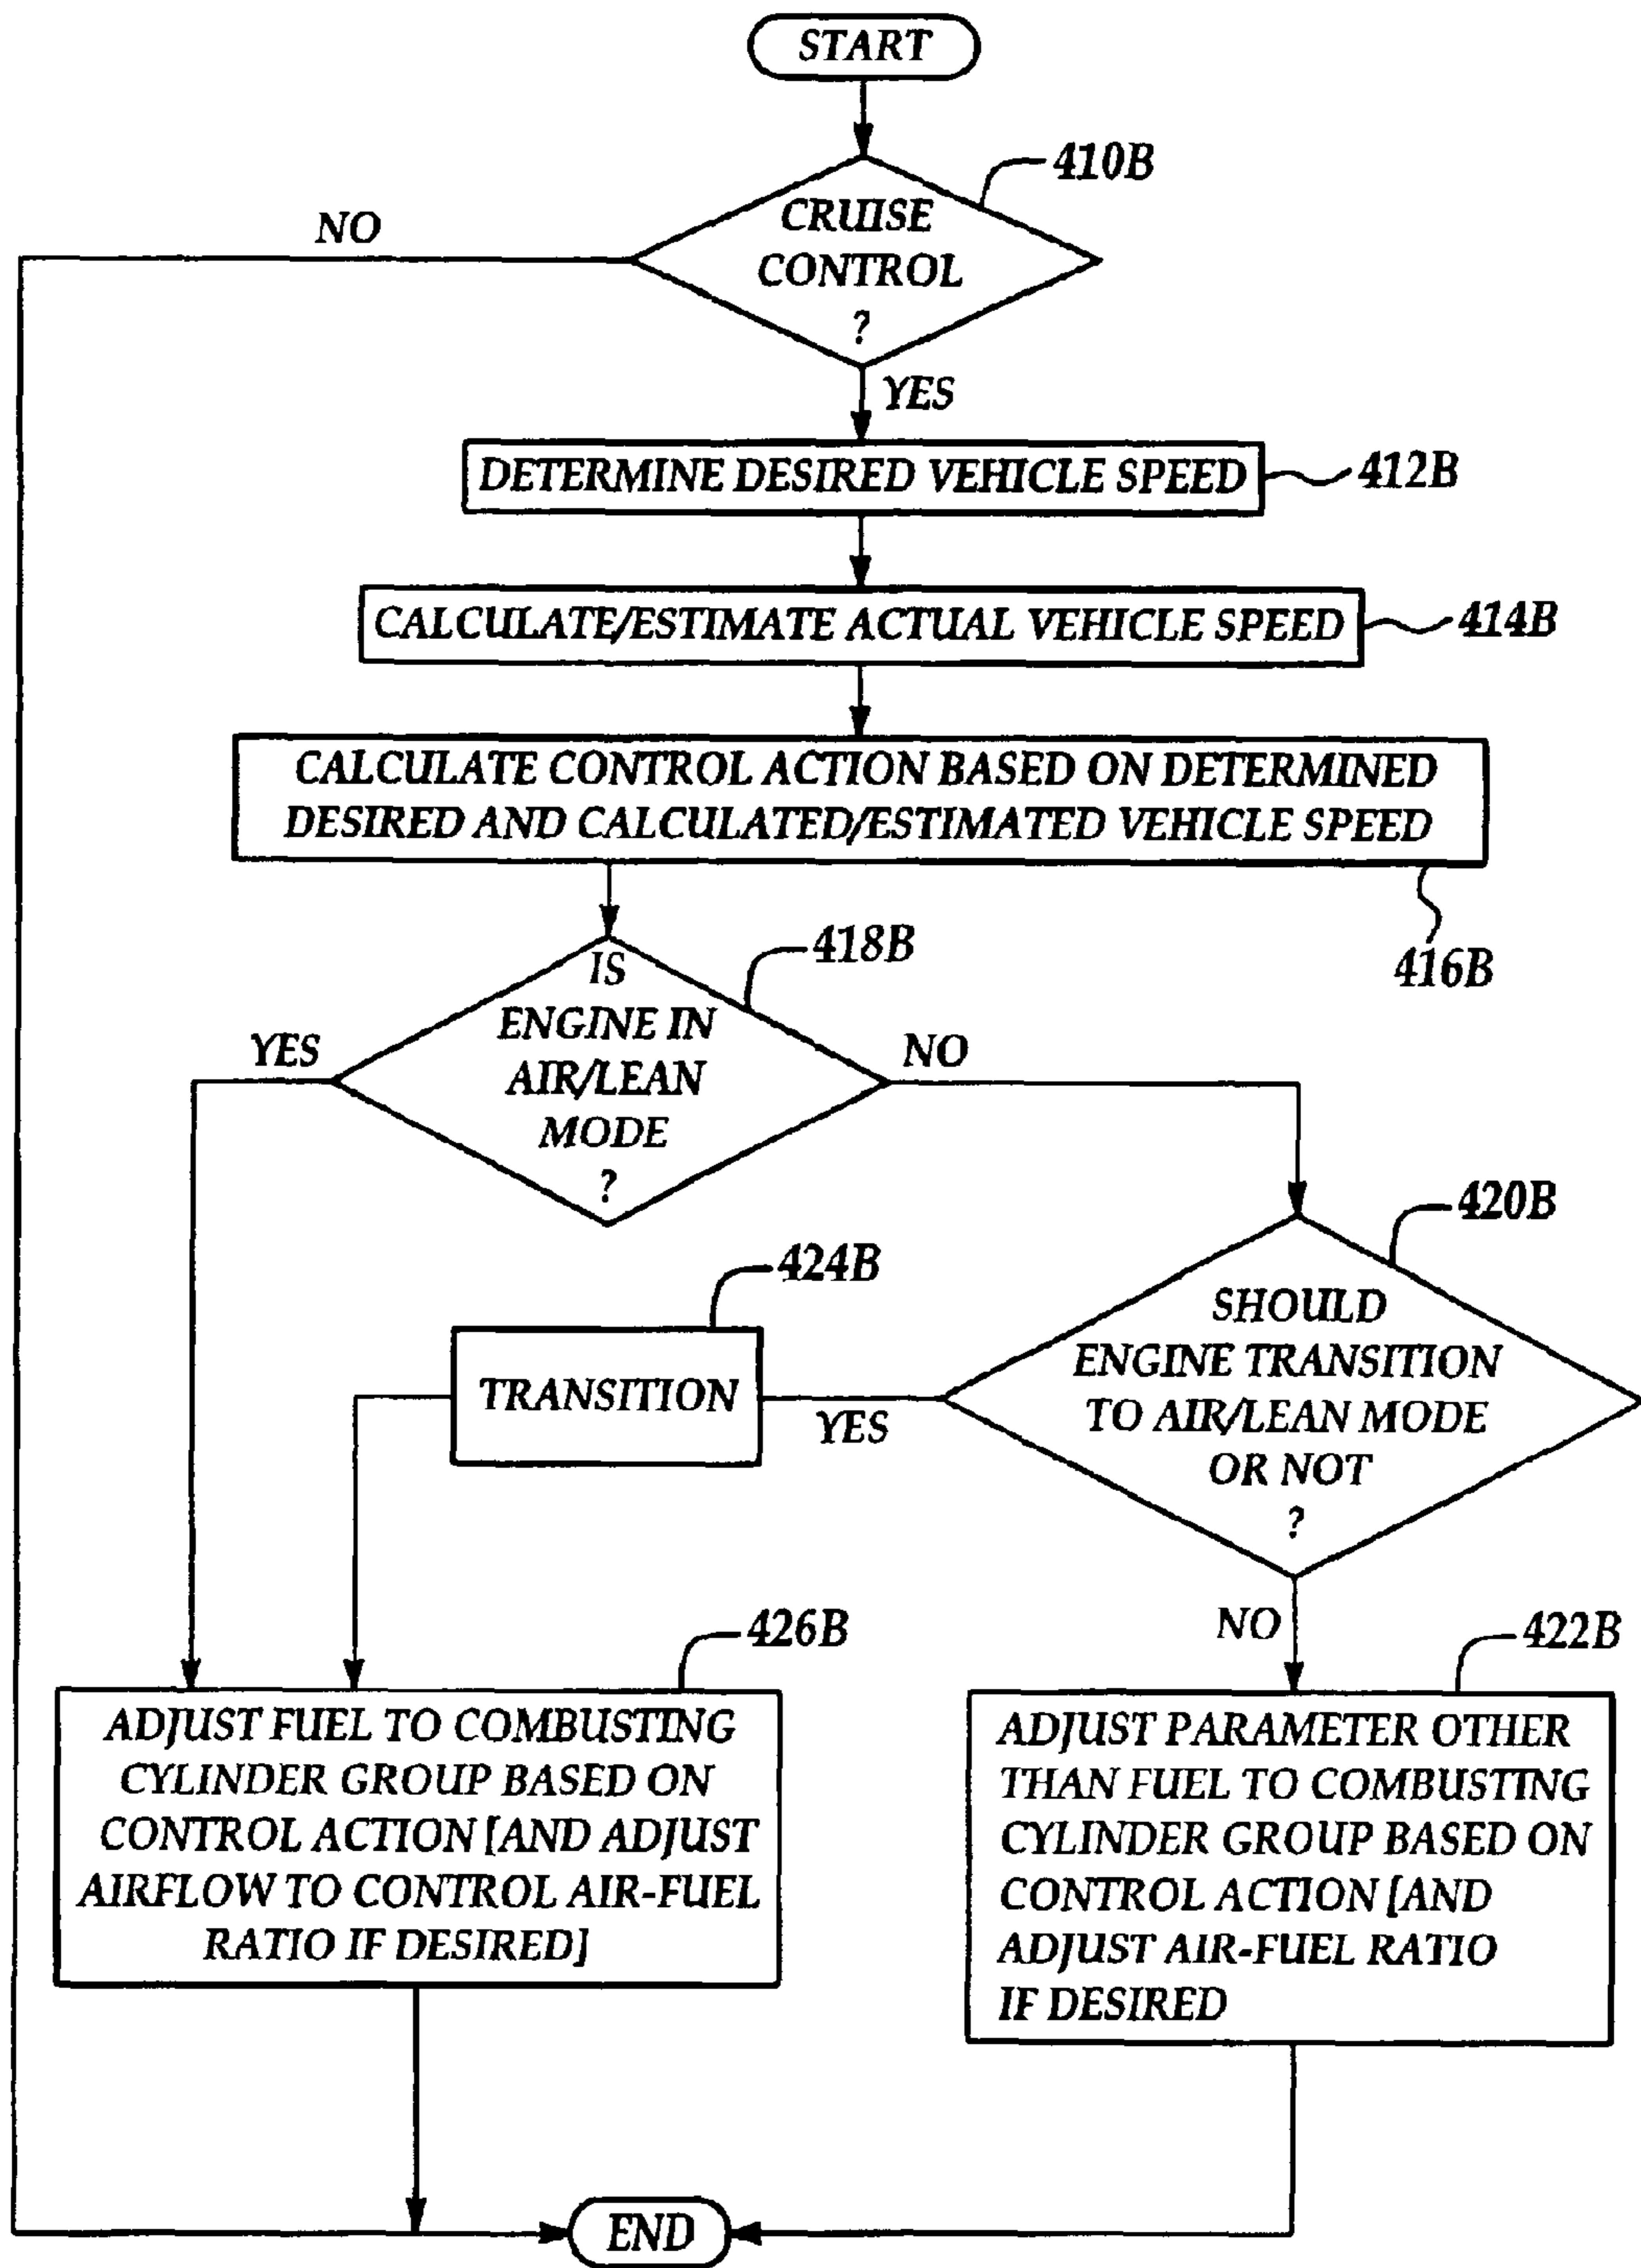 START
410B
CRUISE
CONTROL
?
NO
YES
DETERMINE DESIRED VEHICLE SPEED
412B
CALCULATE/ESTIMATE ACTUAL VEHICLE SPEED
414B
CALCULATE CONTROL ACTION BASED ON DETERMINED
DESIRED AND CALCULATED/ESTIMATED VEHICLE SPEED
416B
418B
IS
ENGINE IN
AIR/LEAN
MODE
?
YES
NO
420B
SHOULD
ENGINE TRANSITION
TO AIR/LEAN MODE
OR NOT
?
424B
TRANSITION
YES
NO
426B
ADJUST FUEL TO COMBUSTING
CYLINDER GROUP BASED ON
CONTROL ACTION [AND ADJUST
AIRFLOW TO CONTROL AIR-FUEL
RATIO IF DESIRED]
422B
ADJUST PARAMETER OTHER
THAN FUEL TO COMBUSTING
CYLINDER GROUP BASED ON
CONTROL ACTION [AND
ADJUST AIR-FUEL RATIO
IF DESIRED
END